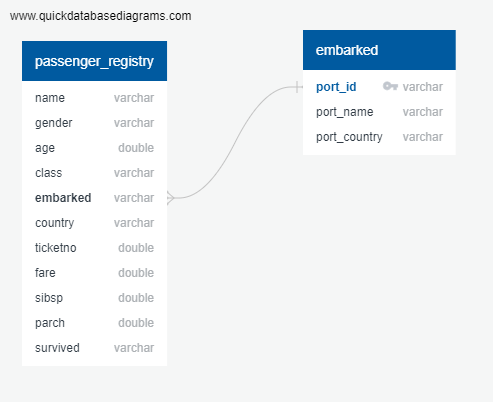 www.quickdatabasediagrams.com
passenger_registry
name varchar
gender varchar
age double
class varchar
embarked varchar
country varchar
ticketno double
fare double
sibsp double
parch double
survived varchar
embarked
port_id varchar
port_name varchar
port_country varchar